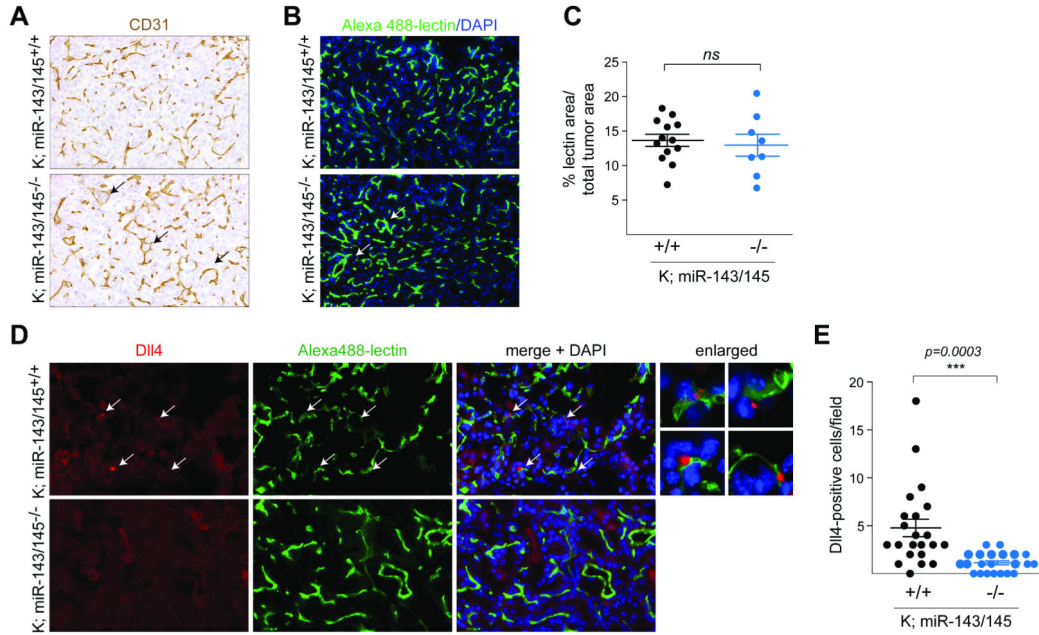 A
CD31
K; miR-143/145+/+
K; miR-143/145-/-
B
Alexa 488-lectin/DAPI
K; miR-143/145+/+
K; miR-143/145-/-
C
ns
% lectin area/
total tumor area
20
15
10
5
+/+ -/-
K; miR-143/145
D
Dll4 Alexa488-lectin merge + DAPI enlarged
K; miR-143/145+/+
K; miR-143/145-/-
E
p=0.0003
***
Dll4-positive cells/field
20
15
10
5
+/+ -/-
K; miR-143/145